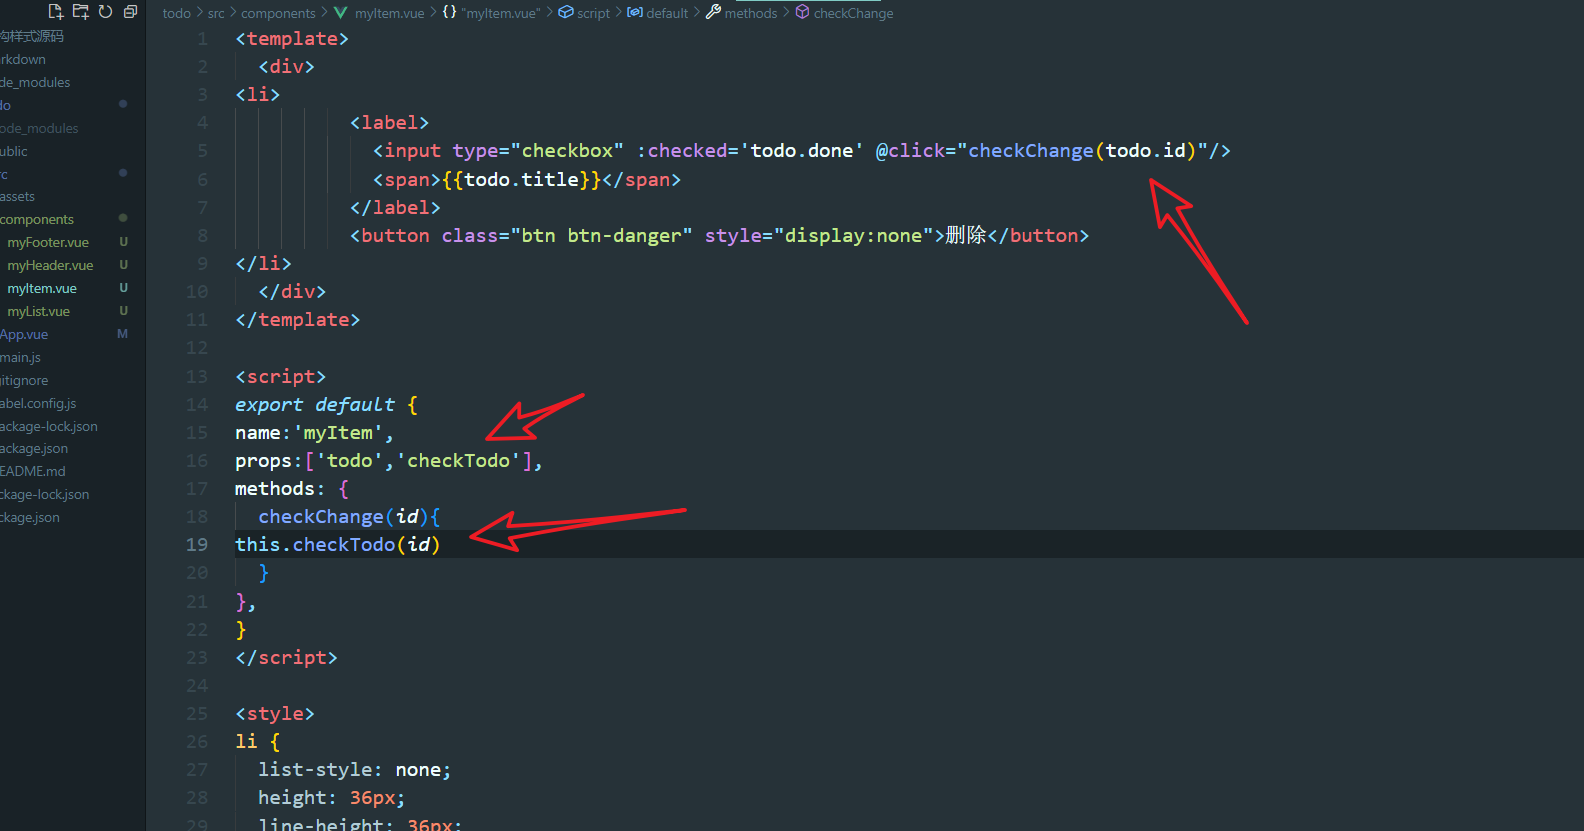 todo > src > components > myItem.vue > {} "myItem.vue" > script > default > methods > checkChange
构样式源码
rkdown
de_modules
do
ode_modules
ublic
rc
assets
components
myFooter.vue U
myHeader.vue U
myItem.vue U
myList.vue U
App.vue M
main.js
gitignore
abel.config.js
ackage-lock.json
ackage.json
EADME.md
ckage-lock.json
ckage.json
1 <template>
2 <div>
3 <li>
4 <label>
5 <input type="checkbox" :checked='todo.done' @click="checkChange(todo.id)"/>
6 <span>{{todo.title}}</span>
7 </label>
8 <button class="btn btn-danger" style="display:none">删除</button>
9 </li>
10 </div>
11 </template>
12
13 <script>
14 export default {
15 name:'myItem',
16 props:['todo','checkTodo'],
17 methods: {
18 checkChange(id){
19 this.checkTodo(id)
20 }
21 },
22 }
23 </script>
24
25 <style>
26 li {
27 list-style: none;
28 height: 36px;
29 line-height: 36px;